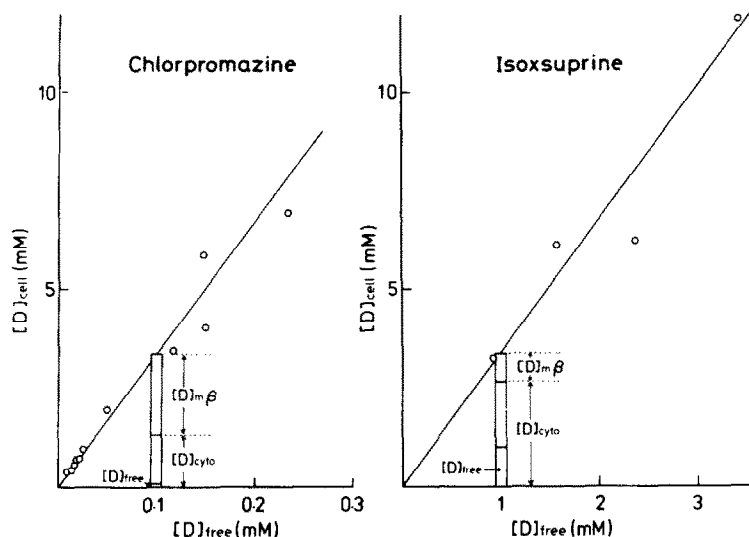 Chlorpromazine
10
5
[D]cell (mM)
[D]mβ
[D]cyto
[D]free
0·1
0·2
0·3
[D]free (mM)
Isoxsuprine
10
5
[D]cell (mM)
[D]mβ
[D]cyto
[D]free
0
1
2
3
[D]free (mM)